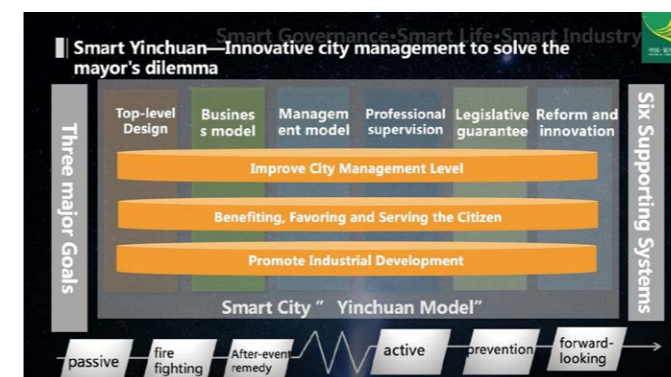 Smart Governance·Smart Life·Smart Industry
Smart Yinchuan—Innovative city management to solve the
mayor's dilemma
Three major Goals
Top-level
Design
Busines
s model
Managem
ent model
Professional
supervision
Legislative
guarantee
Reform and
innovation
Improve City Management Level
Benefiting, Favoring and Serving the Citizen
Promote Industrial Development
Smart City " Yinchuan Model"
Six Supporting Systems
passive
fire
fighting
After-event
remedy
active
prevention
forward-
looking